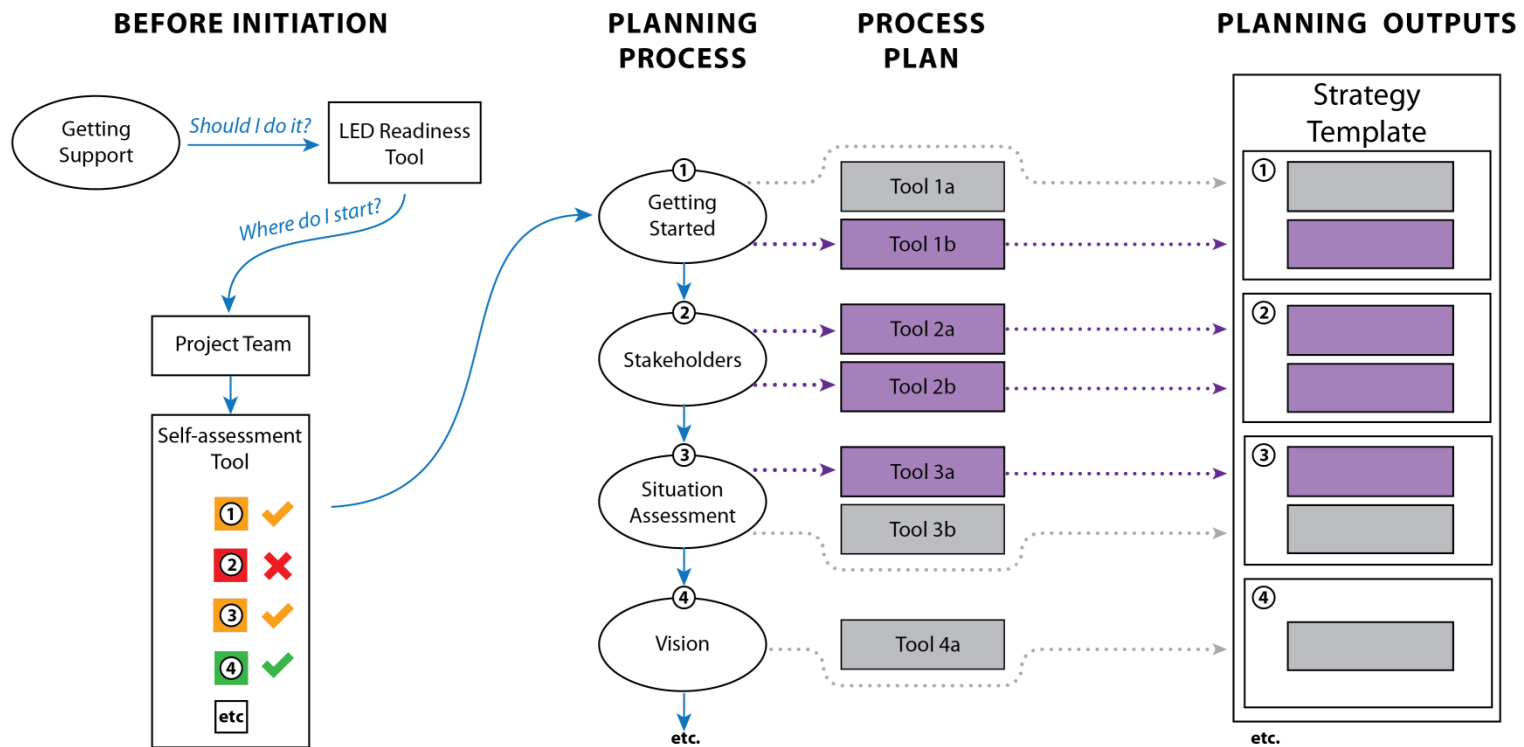 BEFORE INITIATION
Getting
Support
Should I do it?
LED Readiness
Tool
Where do I start?
Project Team
Self-assessment
Tool
1
2
3
4
etc
PLANNING
PROCESS
1
Getting
Started
2
Stakeholders
3
Situation
Assessment
4
Vision
etc.
PROCESS
PLAN
Tool 1a
Tool 1b
Tool 2a
Tool 2b
Tool 3a
Tool 3b
Tool 4a
PLANNING OUTPUTS
Strategy
Template
1
2
3
4
etc.